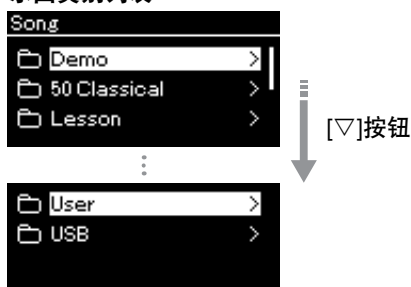 Song
Demo
50 Classical
Lesson
[▽]按钮
User
USB